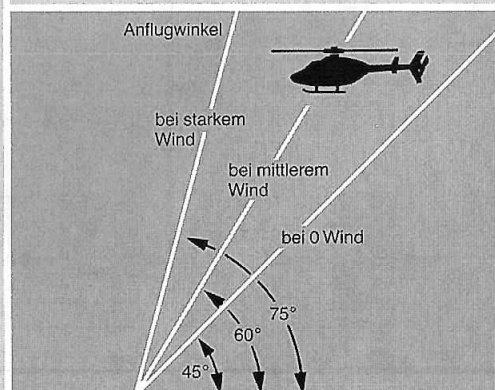 Anflugwinkel
bei starkem
Wind
bei mittlerem
Wind
bei 0 Wind
75°
60°
45°